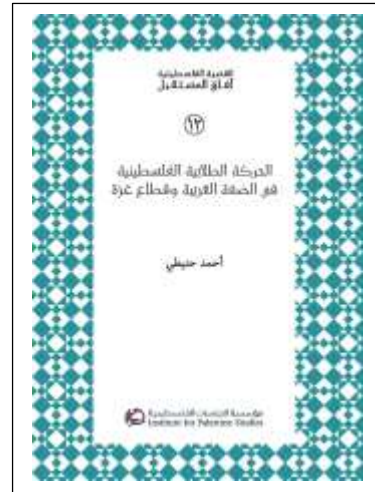 القضية الفلسطينية
آفاق المستقبل
١٣
الحركة الطلابية الفلسطينية
في الضفة الغربية وقطاع غزة
أحمد حنيطي
مؤسسة الدراسات الفلسطينية
Institute for Palestine Studies